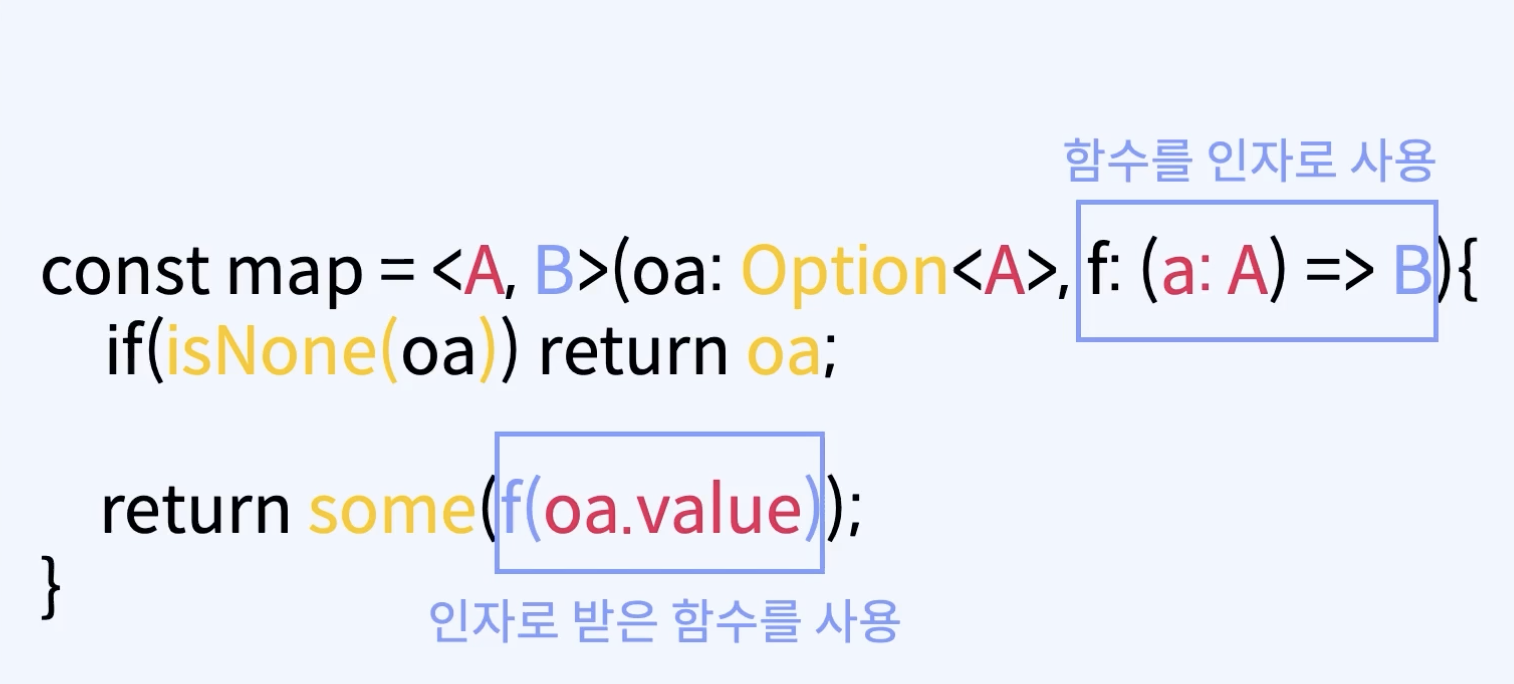 함수를 인자로 사용
const map = <A, B>(oa: Option<A>, f: (a: A) => B){
if(isNone(oa)) return oa;
return some(f(oa.value));
}
인자로 받은 함수를 사용